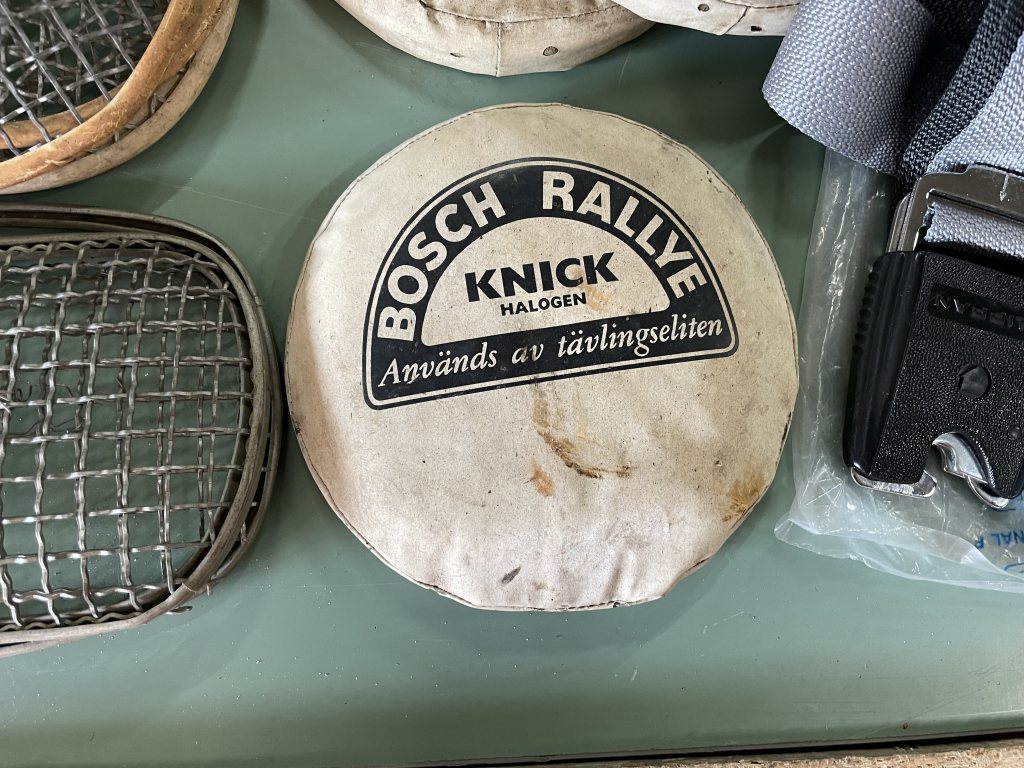 BOSCH RALLYE
KNICK
HALOGEN
Används av tävlingseliten